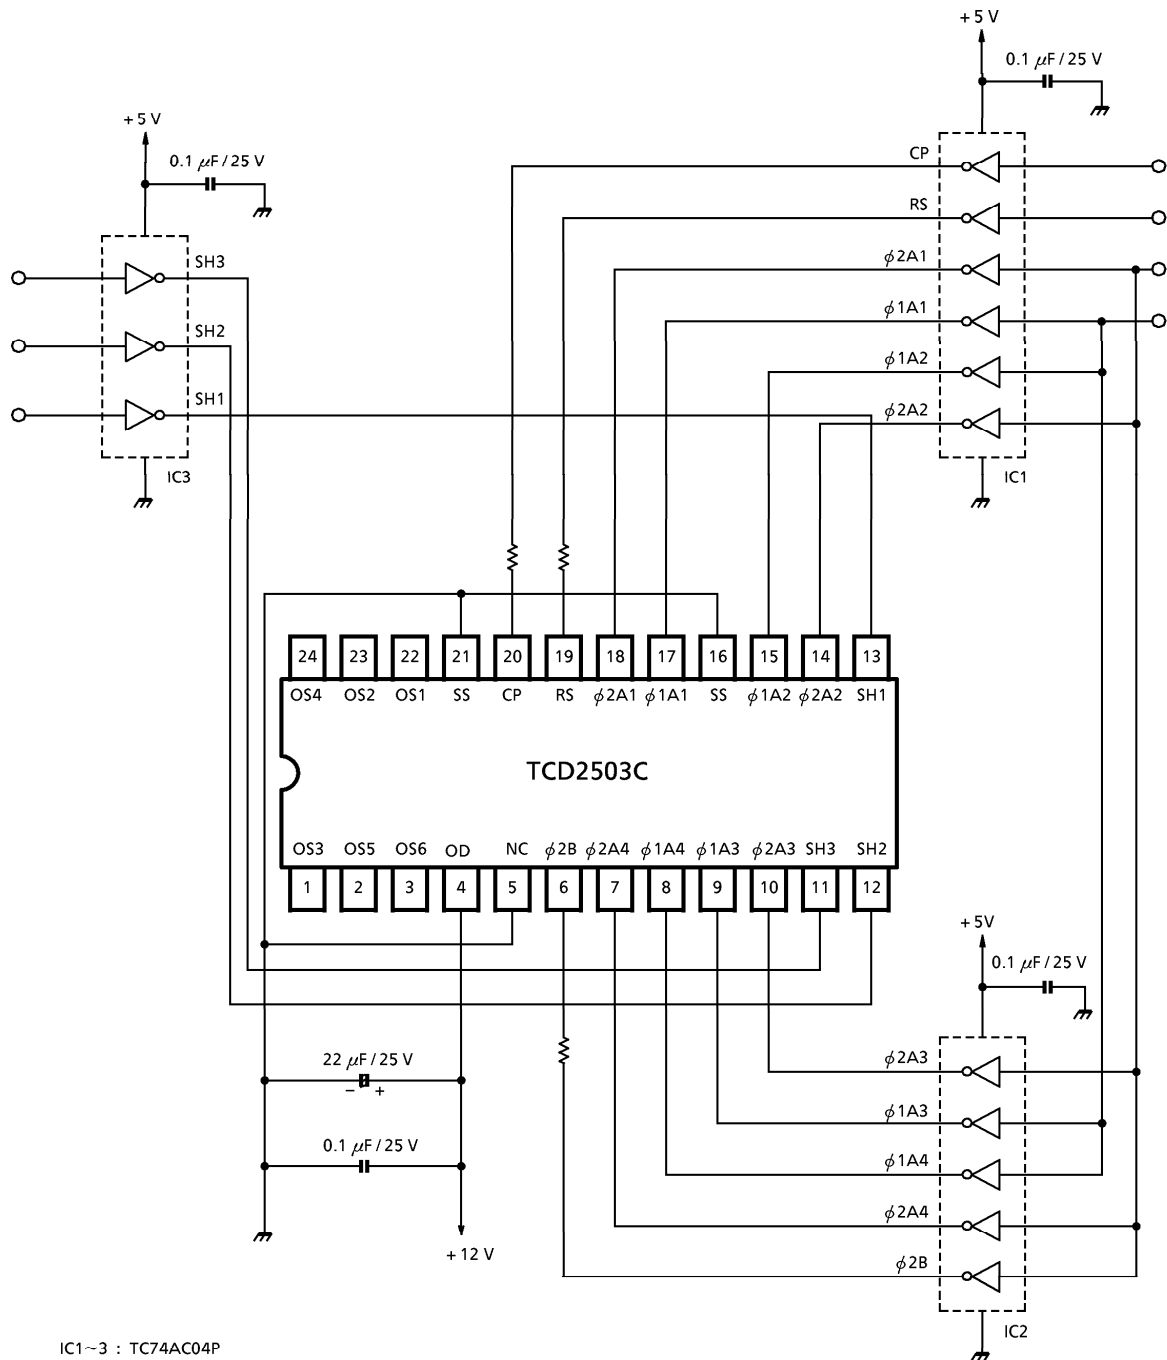 +5 V
0.1 μF/25 V
+5 V
0.1 μF/25 V
CP
RS
SH3
ϕ2A1
ϕ1A1
SH2
ϕ1A2
SH1
ϕ2A2
IC3
IC1
24 23 22 21 20 19 18 17 16 15 14 13
OS4 OS2 OS1 SS CP RS ϕ2A1 ϕ1A1 SS ϕ1A2 ϕ2A2 SH1
TCD2503C
OS3 OS5 OS6 OD NC ϕ2B ϕ2A4 ϕ1A4 ϕ1A3 ϕ2A3 SH3 SH2
1 2 3 4 5 6 7 8 9 10 11 12
+5V
0.1 μF/25 V
22 μF/25 V
− +
ϕ2A3
ϕ1A3
0.1 μF/25 V
ϕ1A4
ϕ2A4
+12 V
ϕ2B
IC2
IC1~3 : TC74AC04P